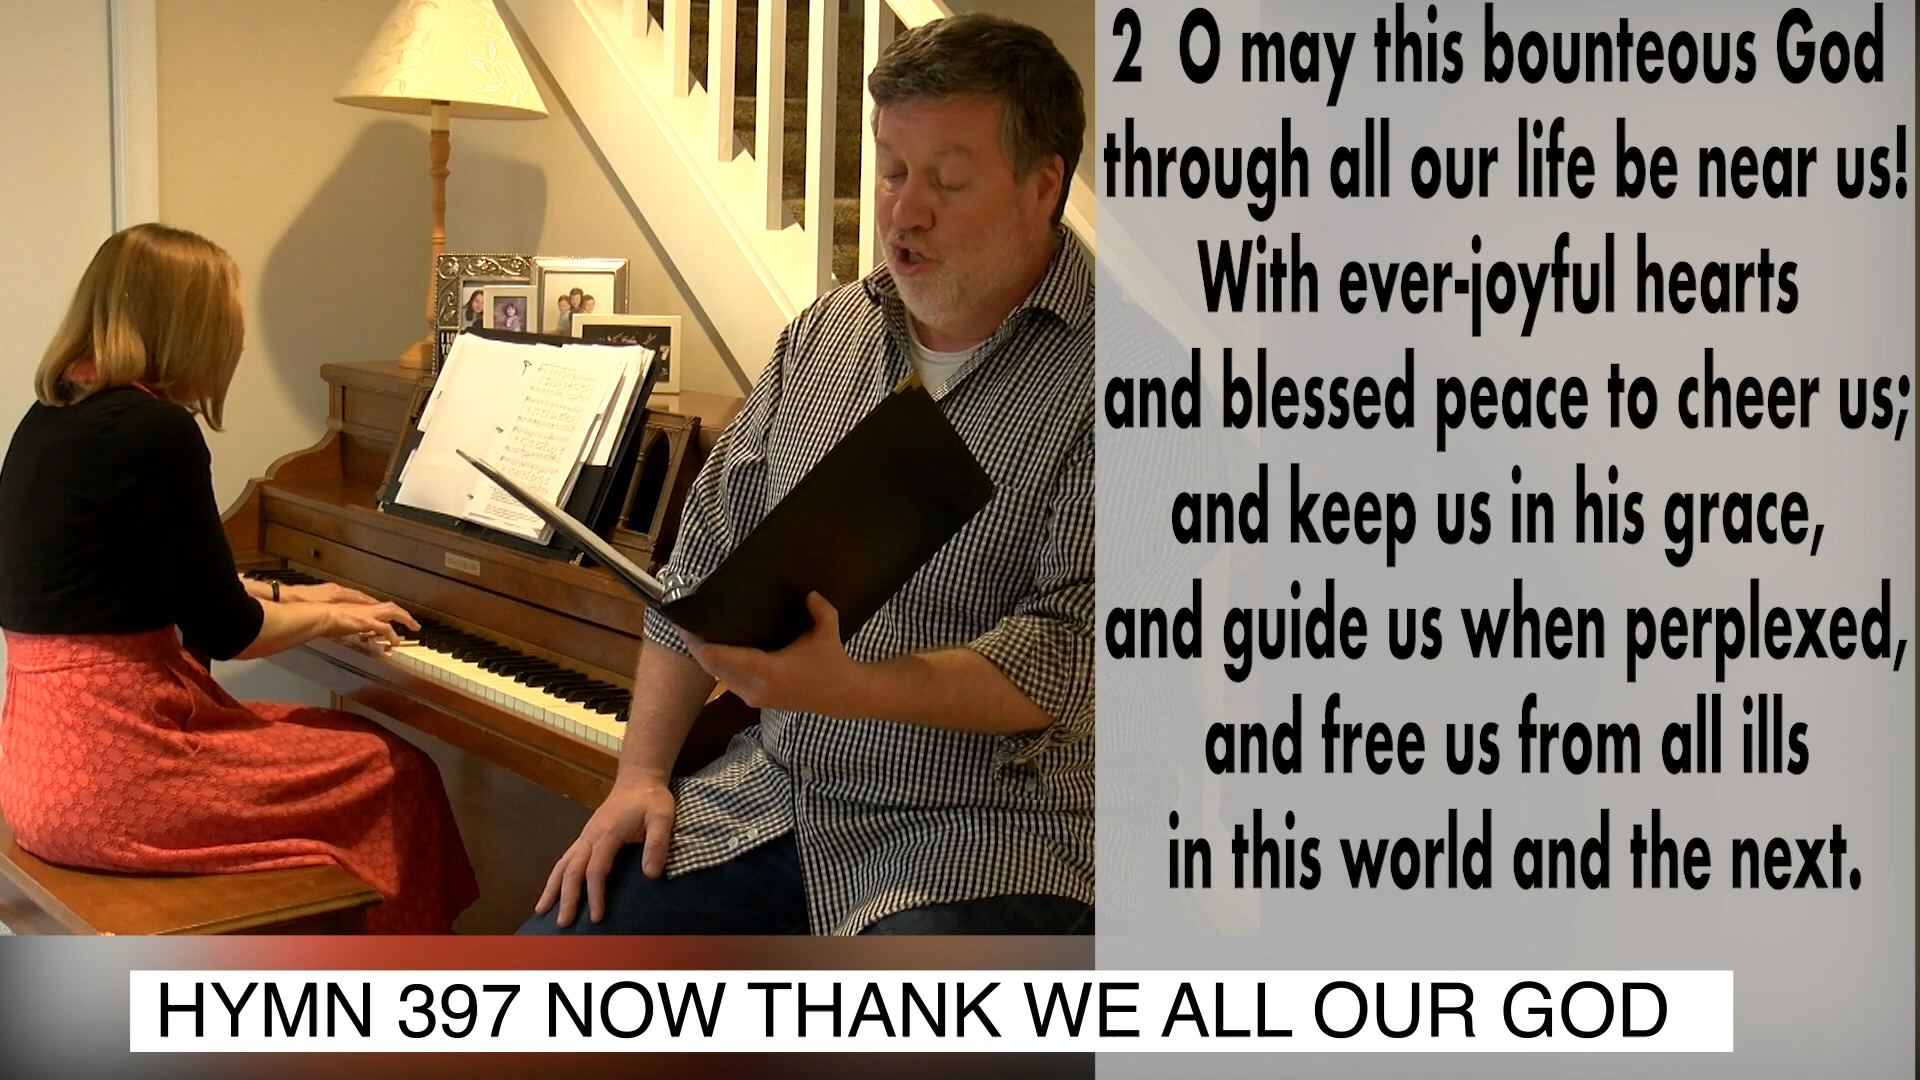 2 O may this bounteous God
through all our life be near us!
With ever-joyful hearts
and blessed peace to cheer us;
and keep us in his grace,
and guide us when perplexed,
and free us from all ills
in this world and the next.
HYMN 397 NOW THANK WE ALL OUR GOD